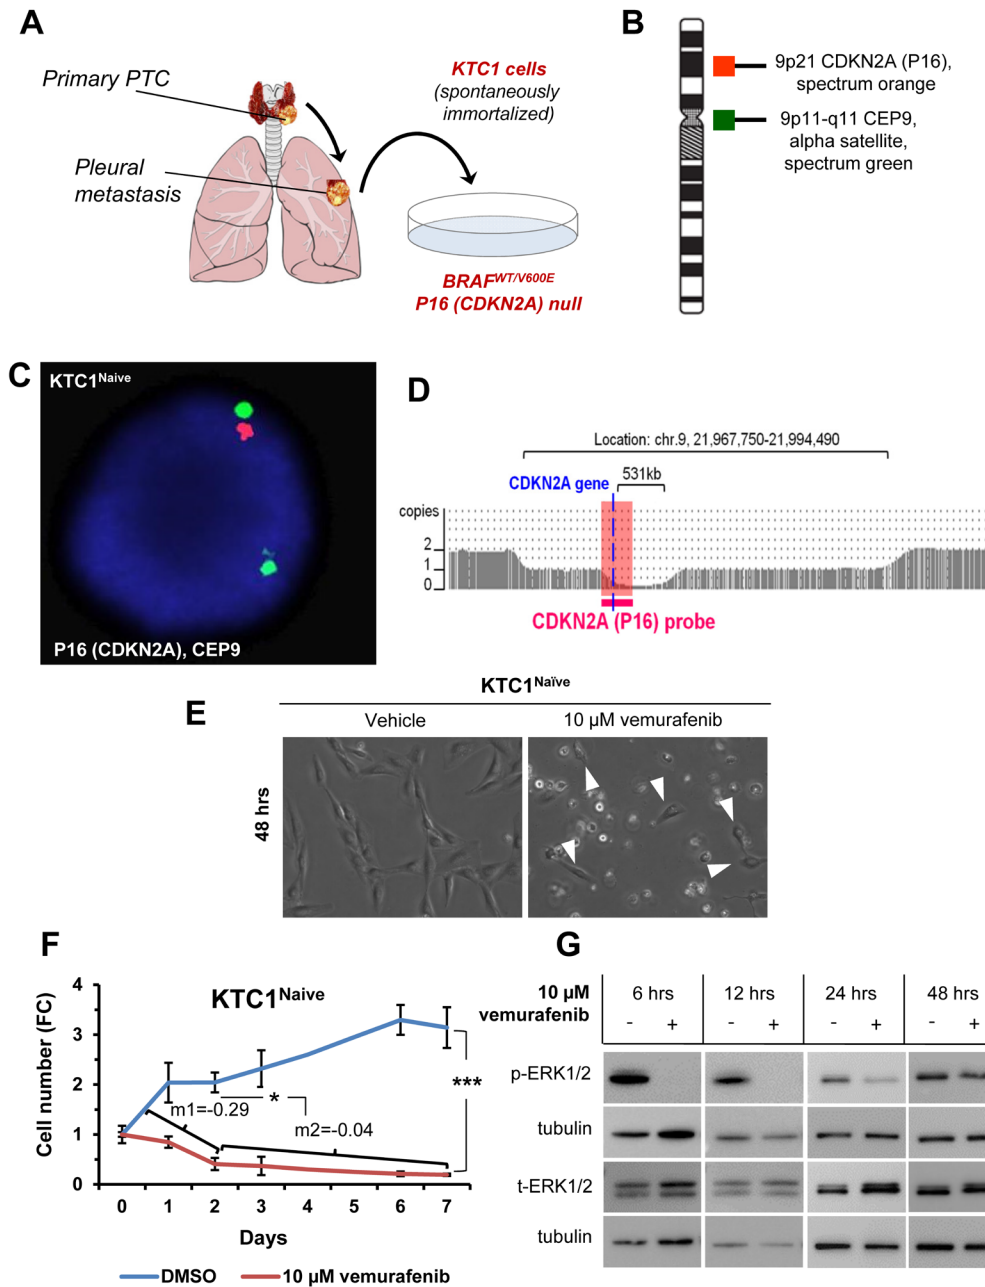 A
Primary PTC
Pleural
metastasis
KTC1 cells
(spontaneously
immortalized)
BRAFWT/V600E
P16 (CDKN2A) null
B
9p21 CDKN2A (P16),
spectrum orange
9p11-q11 CEP9,
alpha satellite,
spectrum green
C
KTC1Naive
P16 (CDKN2A), CEP9
D
Location: chr.9, 21,967,750-21,994,490
CDKN2A gene
531kb
copies
2
1
0
CDKN2A (P16) probe
E
KTC1Naïve
Vehicle
10 µM vemurafenib
48 hrs
F
KTC1Naive
Cell number (FC)
4
3
2
1
0
m1=-0.29
*
m2=-0.04
***
0 1 2 3 4 5 6 7
Days
DMSO
10 µM vemurafenib
G
10 µM
vemurafenib
6 hrs 12 hrs 24 hrs 48 hrs
- + - + - + - +
p-ERK1/2
tubulin
t-ERK1/2
tubulin